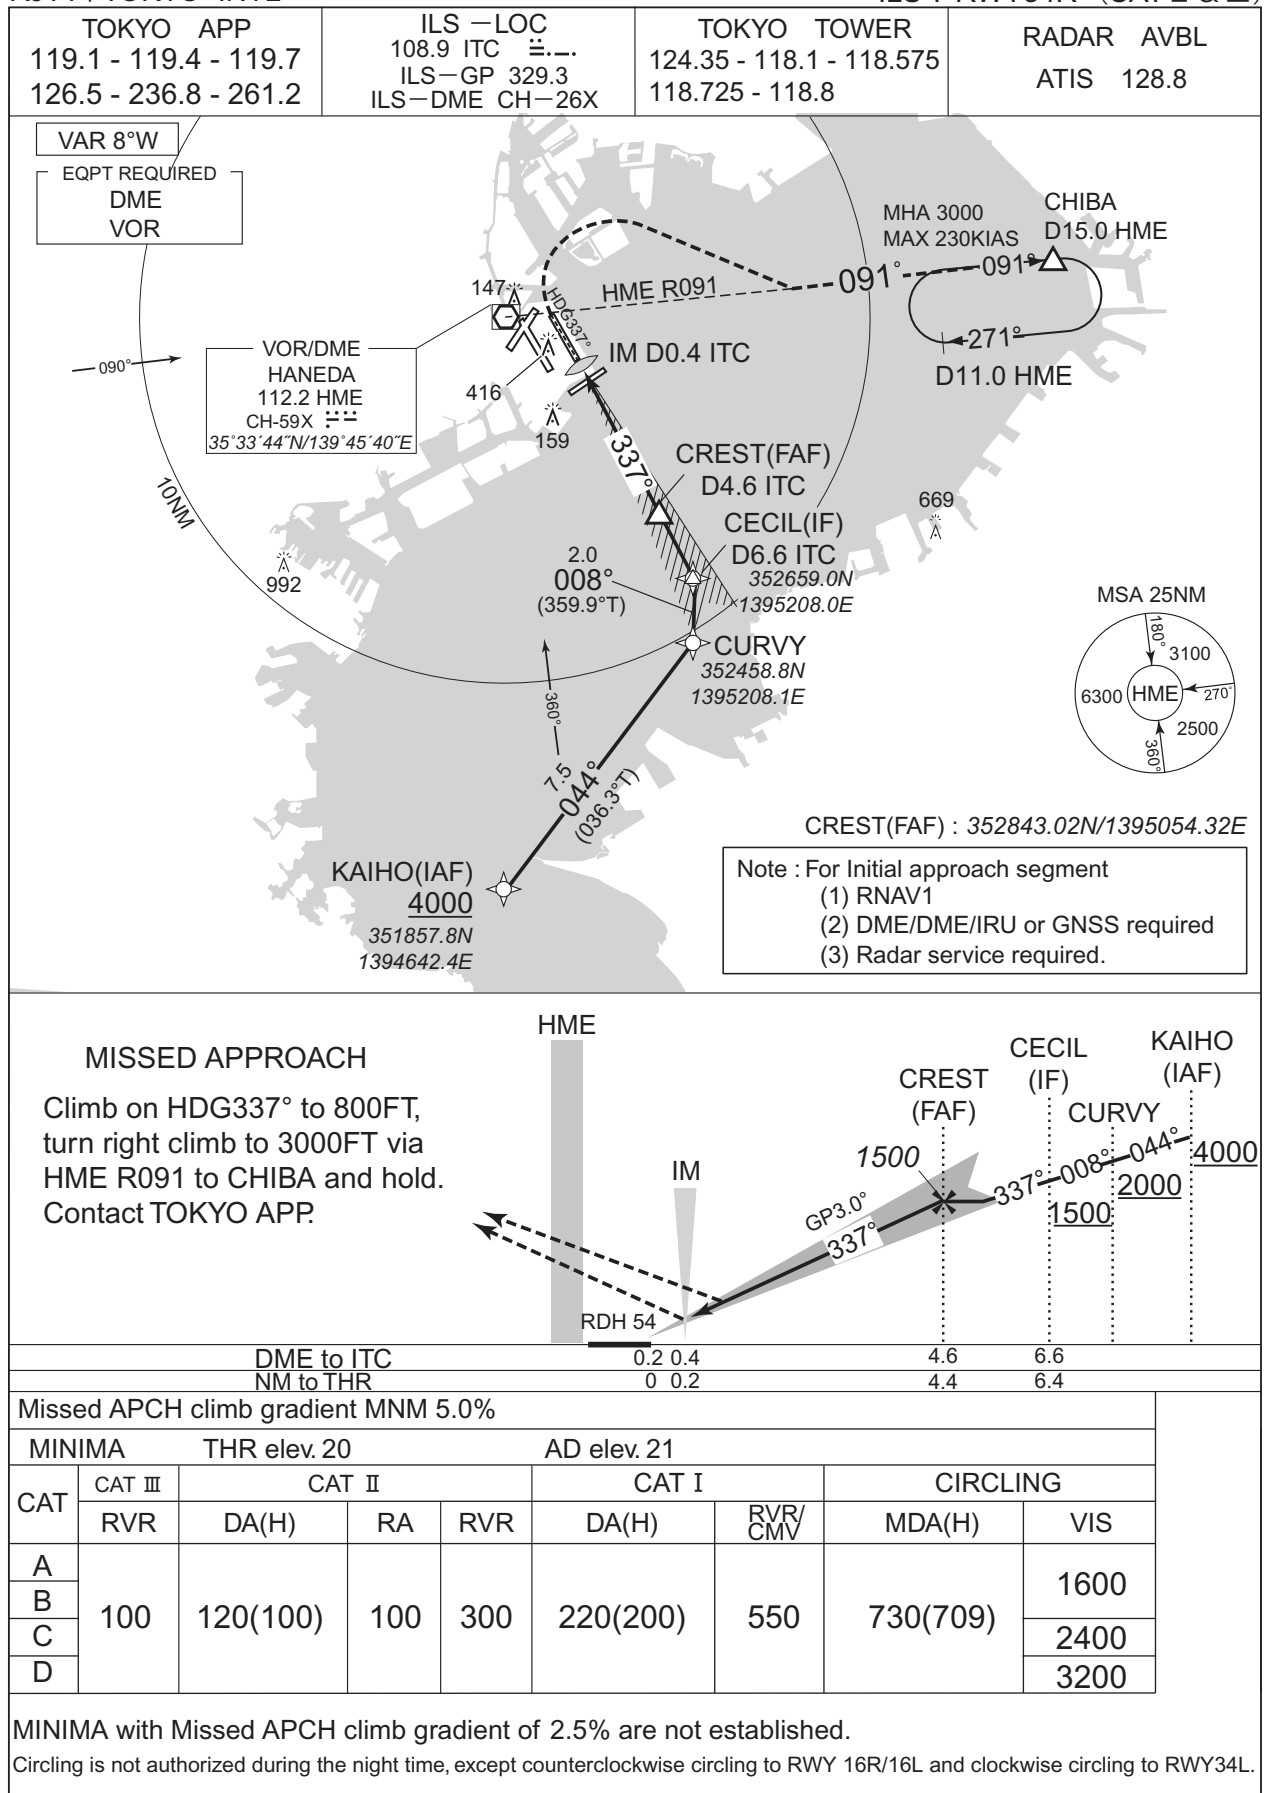 TOKYO APP
119.1 - 119.4 - 119.7
126.5 - 236.8 - 261.2
ILS －LOC
108.9 ITC
ILS－GP 329.3
ILS－DME CH－26X
TOKYO TOWER
124.35 - 118.1 - 118.575
118.725 - 118.8
RADAR AVBL
ATIS 128.8
VAR 8°W
EQPT REQUIRED
DME
VOR
MHA 3000
MAX 230KIAS
CHIBA
D15.0 HME
091°
091°
271°
D11.0 HME
HME R091
147
HDG337°
090°
VOR/DME
HANEDA
112.2 HME
CH-59X
35°33´44˝N/139°45´40˝E
IM D0.4 ITC
416
159
337°
CREST(FAF)
D4.6 ITC
CECIL(IF)
D6.6 ITC
352659.0N
1395208.0E
669
10NM
992
2.0
008°
(359.9°T)
CURVY
352458.8N
1395208.1E
360°
7.5
044°
(036.3°T)
MSA 25NM
180°
3100
6300
HME
270°
2500
360°
KAIHO(IAF)
4000
351857.8N
1394642.4E
CREST(FAF) : 352843.02N/1395054.32E
Note : For Initial approach segment
(1) RNAV1
(2) DME/DME/IRU or GNSS required
(3) Radar service required.
MISSED APPROACH
Climb on HDG337° to 800FT,
turn right climb to 3000FT via
HME R091 to CHIBA and hold.
Contact TOKYO APP.
HME
IM
CREST
(FAF)
CECIL
(IF)
CURVY
KAIHO
(IAF)
1500
GP3.0°
337°
337°
008°
044°
4000
2000
1500
RDH 54
DME to ITC 0.2 0.4 4.6 6.6
NM to THR 0 0.2 4.4 6.4
Missed APCH climb gradient MNM 5.0%
MINIMA THR elev. 20 AD elev. 21
CAT CAT Ⅲ CAT Ⅱ CAT Ⅰ CIRCLING
RVR DA(H) RA RVR DA(H) RVR/CMV MDA(H) VIS
A
B
C
D
100 120(100) 100 300 220(200) 550 730(709)
1600
2400
3200
MINIMA with Missed APCH climb gradient of 2.5% are not established.
Circling is not authorized during the night time, except counterclockwise circling to RWY 16R/16L and clockwise circling to RWY34L.